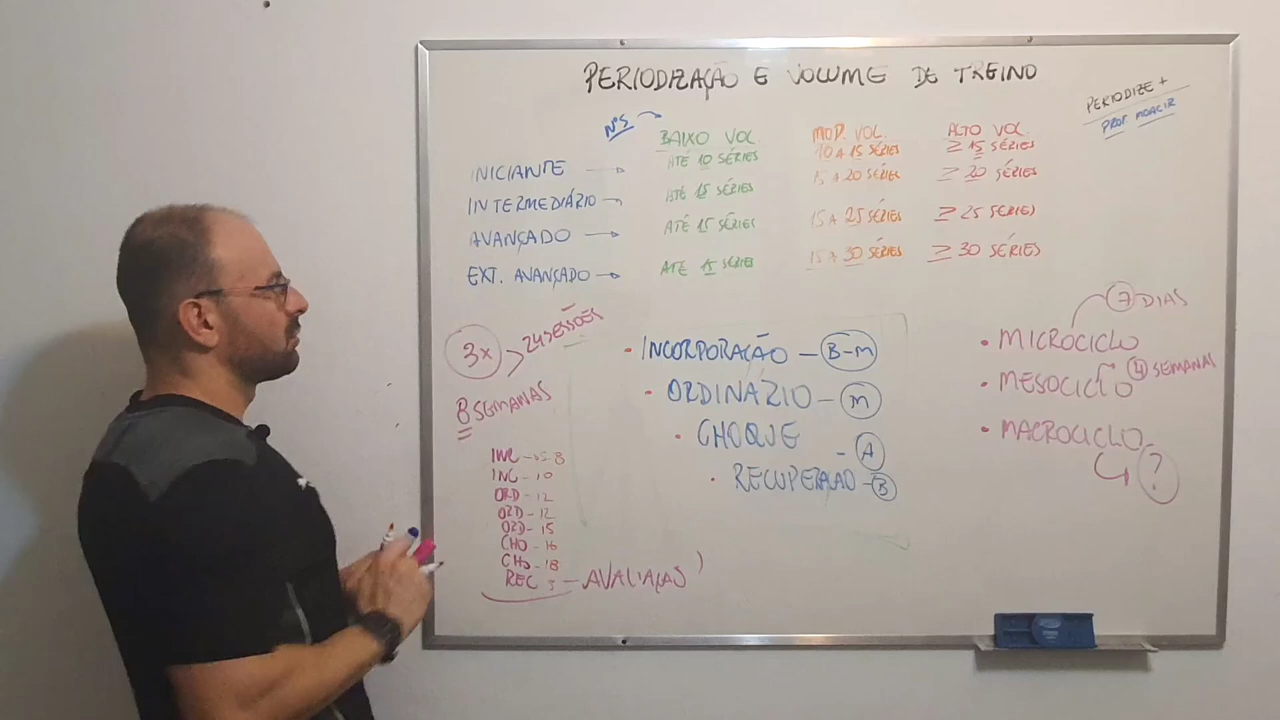 PERIODIZAÇÃO E VOLUME DE TREINO
PERIODIZE +
PROF MOACIR
NºS
BAIXO VOL.
MOD. VOL.
ALTO VOL.
INICIANTE
ATÉ 10 SÉRIES
10 A 15 SÉRIES
≥ 15 SÉRIES
INTERMEDIÁRIO
ATÉ 15 SÉRIES
15 A 20 SÉRIES
≥ 20 SÉRIES
AVANÇADO
ATÉ 15 SÉRIES
15 A 25 SÉRIES
≥ 25 SÉRIES
EXT. AVANÇADO
ATÉ 15 SÉRIES
15 A 30 SÉRIES
≥ 30 SÉRIES
3x
24 SESSÕES
8 SEMANAS
INC - 8
INC - 10
ORD - 12
ORD - 12
ORD - 15
CHO - 16
CHO - 18
REC - AVALIAÇÃO
• INCORPORAÇÃO - B-M
• ORDINÁRIO - M
• CHOQUE - A
• RECUPERAÇÃO - B
7 DIAS
• MICROCICLO
4 SEMANAS
• MESOCICLO
• MACROCICLO
?